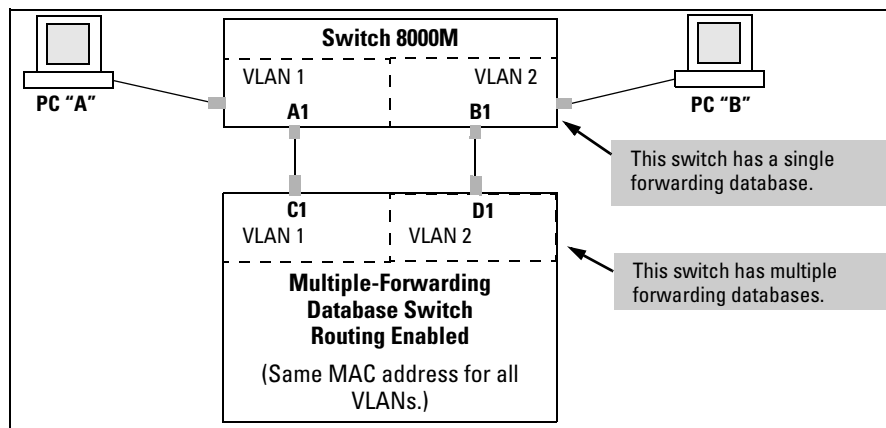 Switch 8000M
VLAN 1
VLAN 2
PC “A”
PC “B”
A1
B1
This switch has a single
forwarding database.
C1
D1
VLAN 1
VLAN 2
This switch has multiple
forwarding databases.
Multiple-Forwarding
Database Switch
Routing Enabled
(Same MAC address for all
VLANs.)